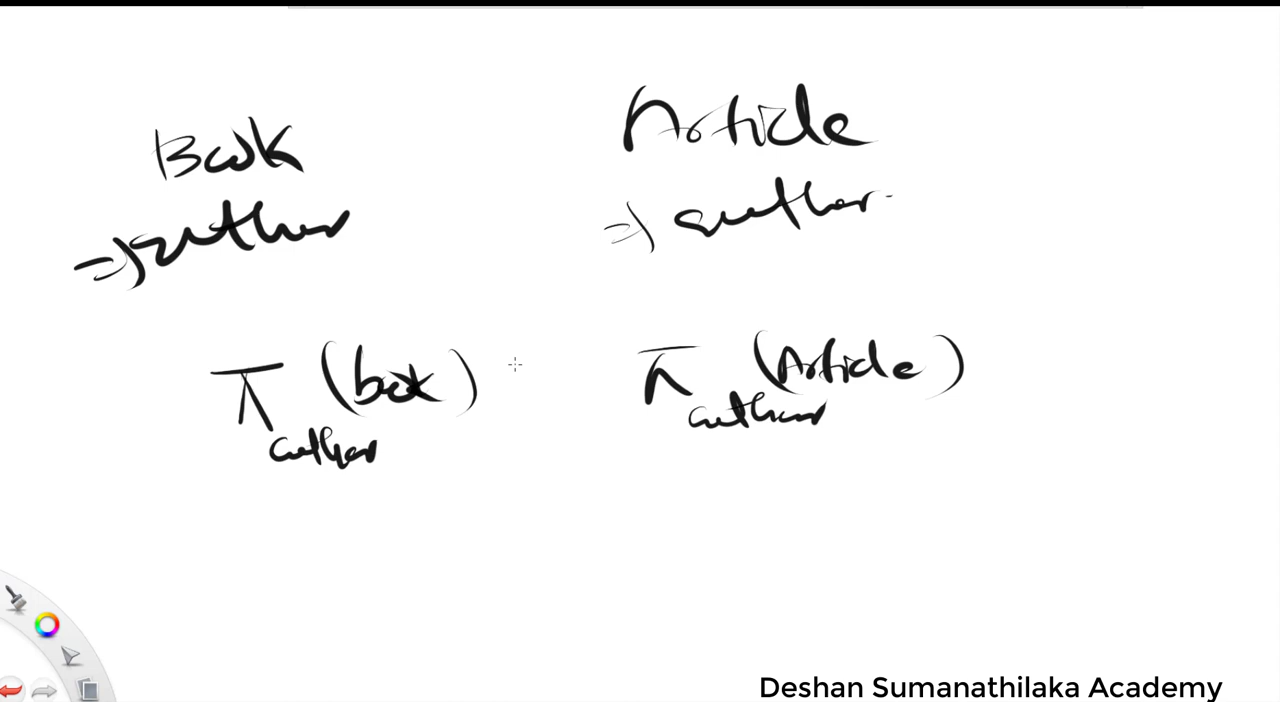 Book
Article
⇒ author
⇒ author
π author (book)
π author (Article)
Deshan Sumanathilaka Academy